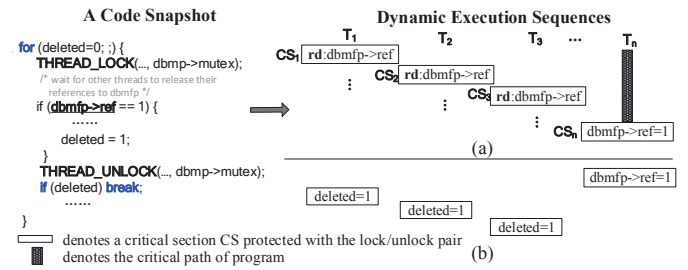 A Code Snapshot
Dynamic Execution Sequences
for (deleted=0; ;) {
THREAD_LOCK(..., dbmp->mutex);
/* wait for other threads to release their
references to dbmfp */
if (dbmfp->ref == 1) {
......
deleted = 1;
}
THREAD_UNLOCK(..., dbmp->mutex);
if (deleted) break;
......
}
T1 T2 T3 ... Tn
CS1 rd:dbmfp->ref
CS2 rd:dbmfp->ref
CS3 rd:dbmfp->ref
CSn dbmfp->ref=1
(a)
dbmfp->ref=1
deleted=1
deleted=1
deleted=1
(b)
denotes a critical section CS protected with the lock/unlock pair
denotes the critical path of program